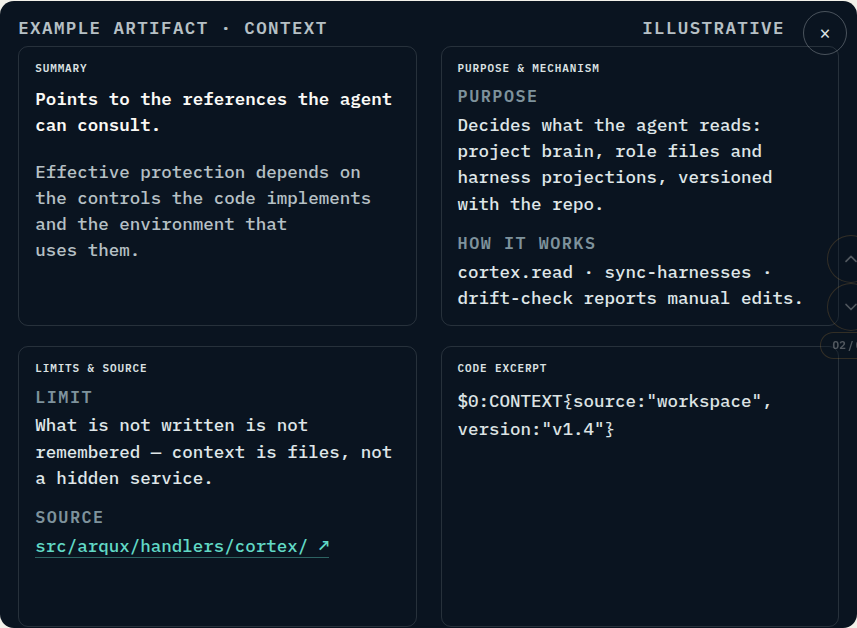 EXAMPLE ARTIFACT · CONTEXT
ILLUSTRATIVE
×
SUMMARY
Points to the references the agent
can consult.
Effective protection depends on
the controls the code implements
and the environment that
uses them.
PURPOSE & MECHANISM
PURPOSE
Decides what the agent reads:
project brain, role files and
harness projections, versioned
with the repo.
HOW IT WORKS
cortex.read · sync-harnesses ·
drift-check reports manual edits.
02 /
LIMITS & SOURCE
LIMIT
What is not written is not
remembered — context is files, not
a hidden service.
SOURCE
src/arqux/handlers/cortex/ ↗
CODE EXCERPT
$0:CONTEXT{source:"workspace",
version:"v1.4"}